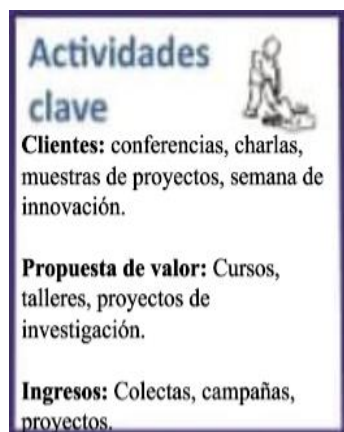 Actividades
clave
Clientes: conferencias, charlas,
muestras de proyectos, semana de
innovación.
Propuesta de valor: Cursos,
talleres, proyectos de
investigación.
Ingresos: Colectas, campañas,
proyectos.